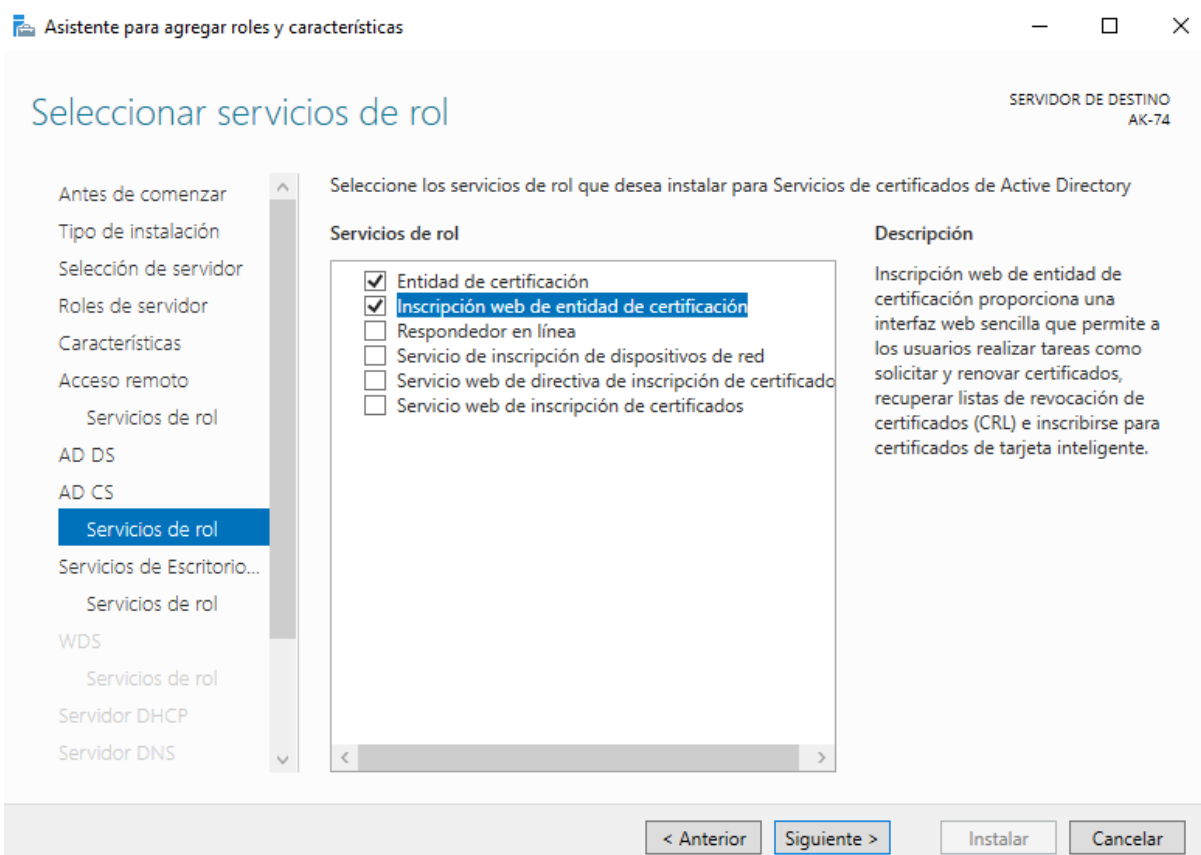 Asistente para agregar roles y características
Seleccionar servicios de rol
SERVIDOR DE DESTINO
AK-74
Antes de comenzar
Tipo de instalación
Selección de servidor
Roles de servidor
Características
Acceso remoto
Servicios de rol
AD DS
AD CS
Servicios de rol
Servicios de Escritorio...
Servicios de rol
WDS
Servicios de rol
Servidor DHCP
Servidor DNS
Seleccione los servicios de rol que desea instalar para Servicios de certificados de Active Directory
Servicios de rol
Entidad de certificación
Inscripción web de entidad de certificación
Respondedor en línea
Servicio de inscripción de dispositivos de red
Servicio web de directiva de inscripción de certificado
Servicio web de inscripción de certificados
Descripción
Inscripción web de entidad de
certificación proporciona una
interfaz web sencilla que permite a
los usuarios realizar tareas como
solicitar y renovar certificados,
recuperar listas de revocación de
certificados (CRL) e inscribirse para
certificados de tarjeta inteligente.
< Anterior
Siguiente >
Instalar
Cancelar